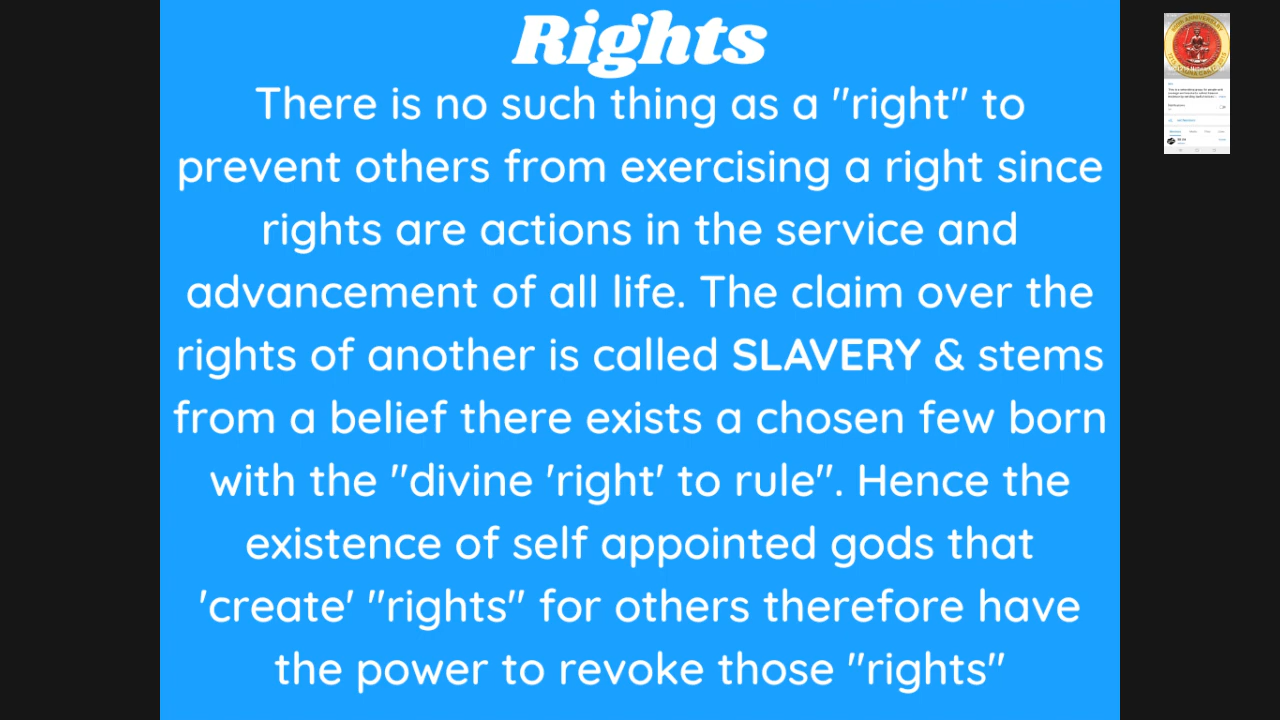 Rights
There is no such thing as a "right" to
prevent others from exercising a right since
rights are actions in the service and
advancement of all life. The claim over the
rights of another is called SLAVERY & stems
from a belief there exists a chosen few born
with the "divine 'right' to rule". Hence the
existence of self appointed gods that
'create' "rights" for others therefore have
the power to revoke those "rights"